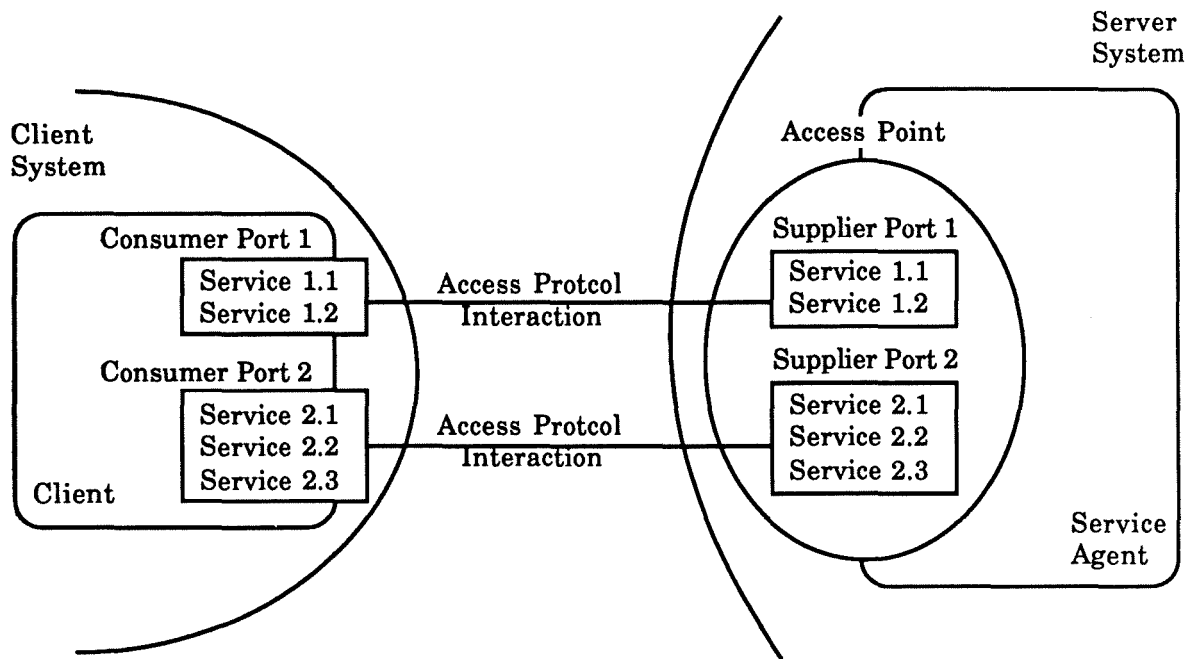 Server
System
Client
System
Access Point
Consumer Port 1
Service 1.1
Service 1.2
Access Protcol
Interaction
Supplier Port 1
Service 1.1
Service 1.2
Consumer Port 2
Service 2.1
Service 2.2
Service 2.3
Client
Access Protcol
Interaction
Supplier Port 2
Service 2.1
Service 2.2
Service 2.3
Service
Agent